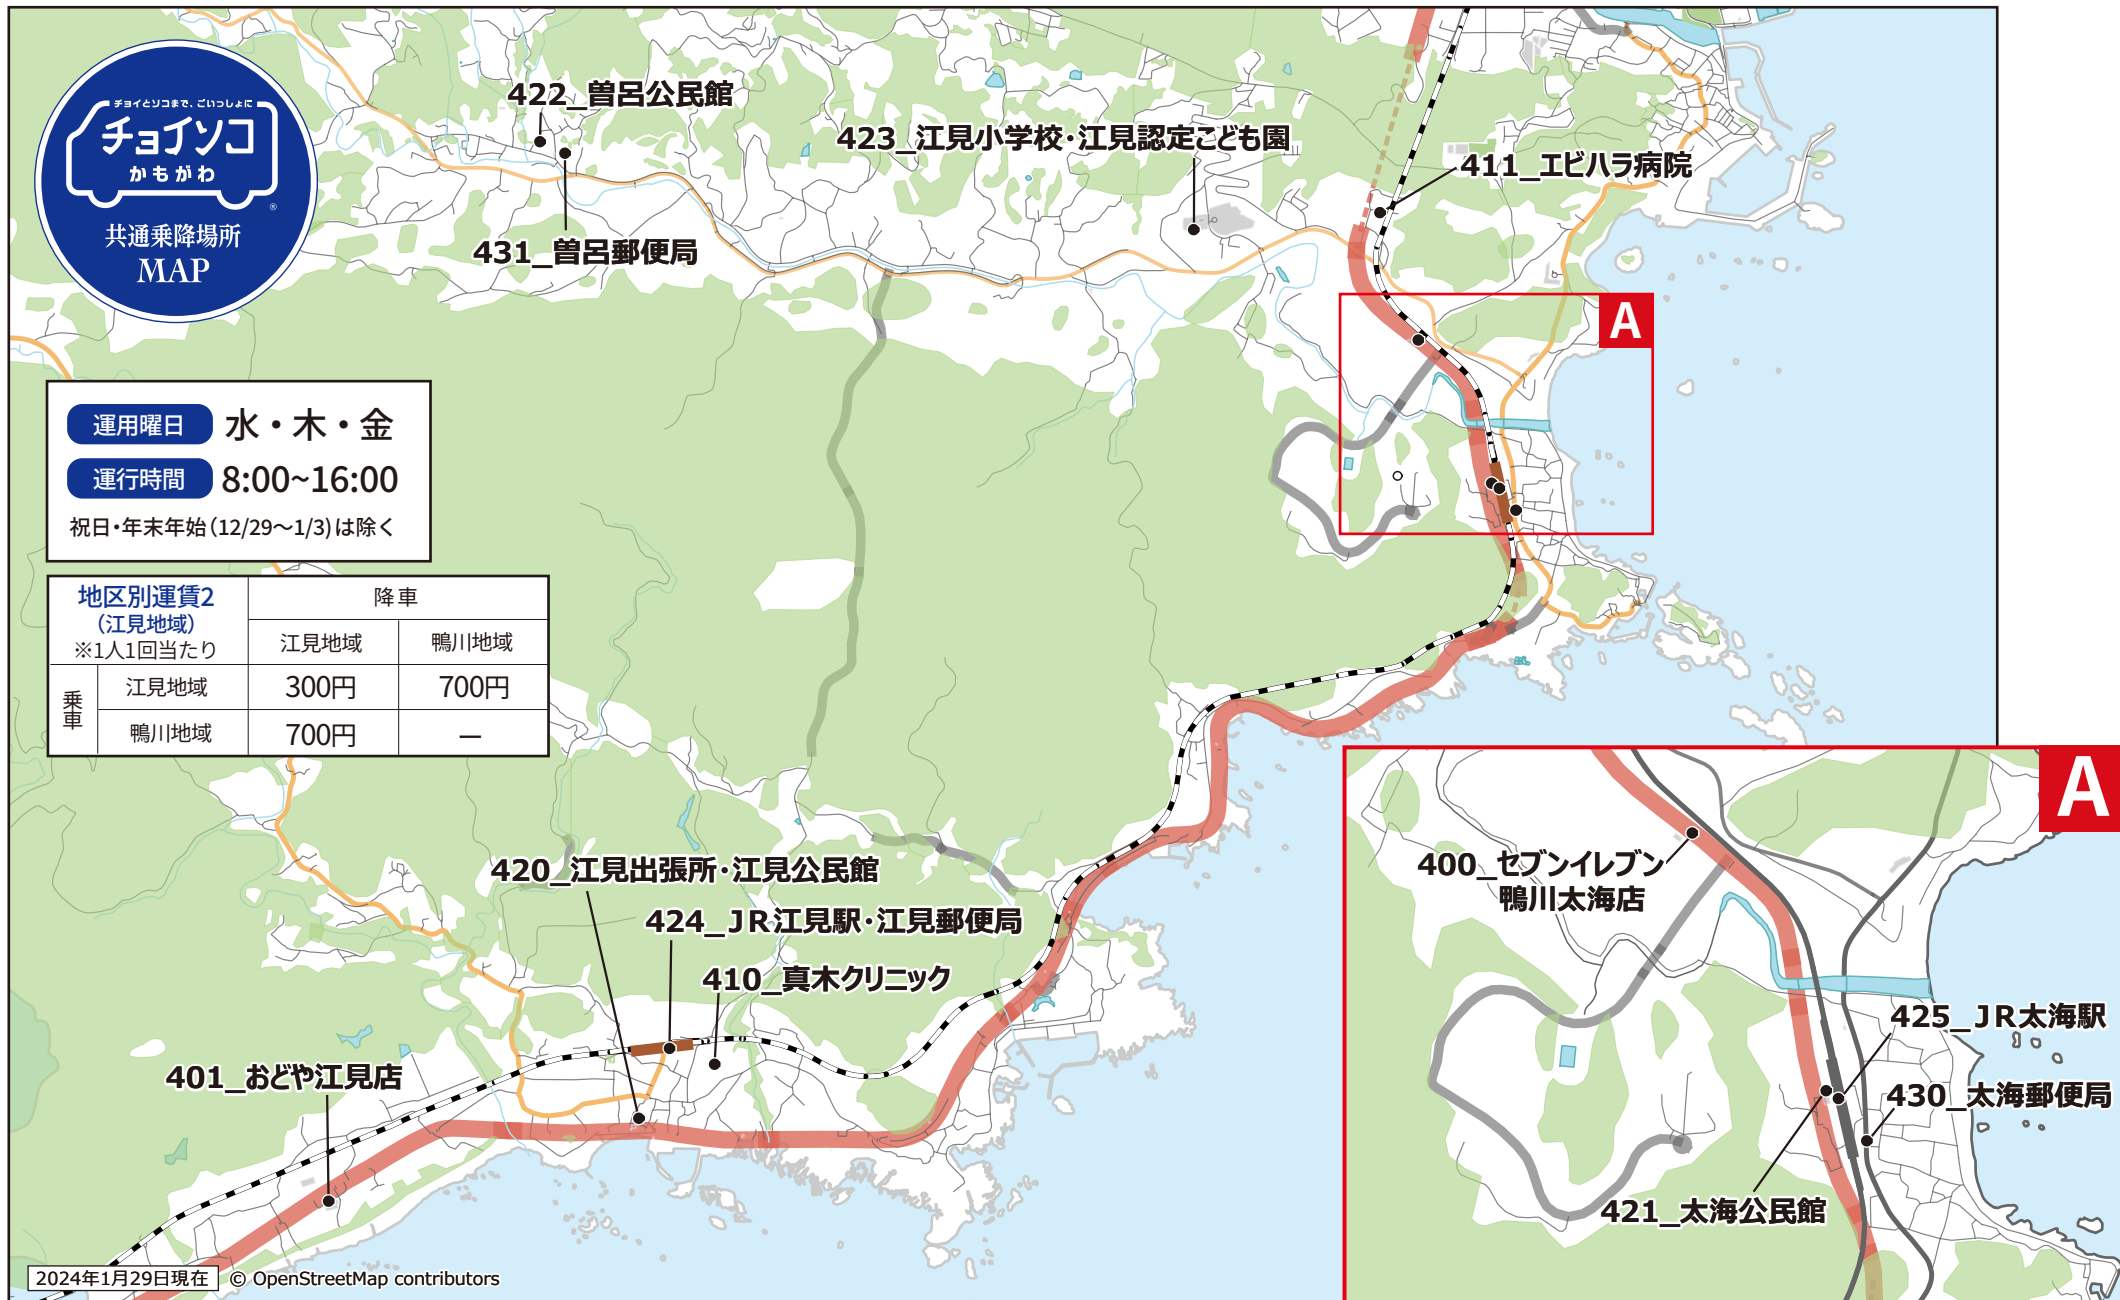 チョイとソコまで、ごいっしょに
チョイソコ
かもがわ
®
共通乗降場所
MAP
422_曽呂公民館
431_曽呂郵便局
423_江見小学校・江見認定こども園
411_エビハラ病院
A
運用曜日 水・木・金
運行時間 8:00~16:00
祝日・年末年始(12/29～1/3)は除く
地区別運賃2
(江見地域)
※1人1回当たり
降車
江見地域 鴨川地域
乗車
江見地域 300円 700円
鴨川地域 700円 －
420_江見出張所・江見公民館
424_JR江見駅・江見郵便局
410_真木クリニック
401_おどや江見店
A
400_セブンイレブン
鴨川太海店
425_JR太海駅
430_太海郵便局
421_太海公民館
2024年1月29日現在 © OpenStreetMap contributors